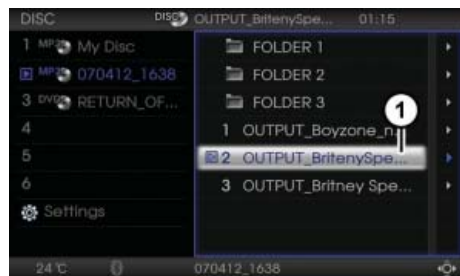 DISC DISC OUTPUT_BritenySpe... 01:15
1 MP3 My Disc
MP3 070412_1638
3 DVD RETURN_OF...
4
5
6
Settings
FOLDER 1
FOLDER 2
FOLDER 3
1 OUTPUT_Boyzone_n...
2 OUTPUT_BritenySpe...
3 OUTPUT_Britney Spe...
1
24°C 070412_1638